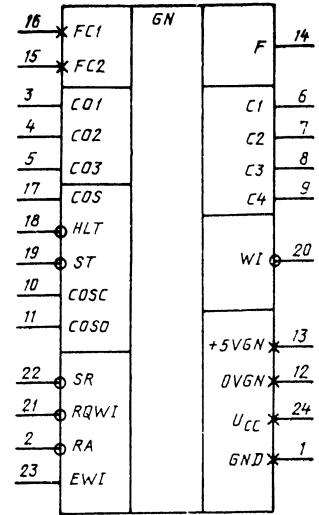 GN
16 FC1
15 FC2
3 CO1
4 CO2
5 CO3
17 COS
18 HLT
19 ST
10 COSC
11 COSO
22 SR
21 RQWI
2 RA
23 EWI
F 14
C1 6
C2 7
C3 8
C4 9
WI 20
+5VGN 13
0VGN 12
UCC 24
GND 1